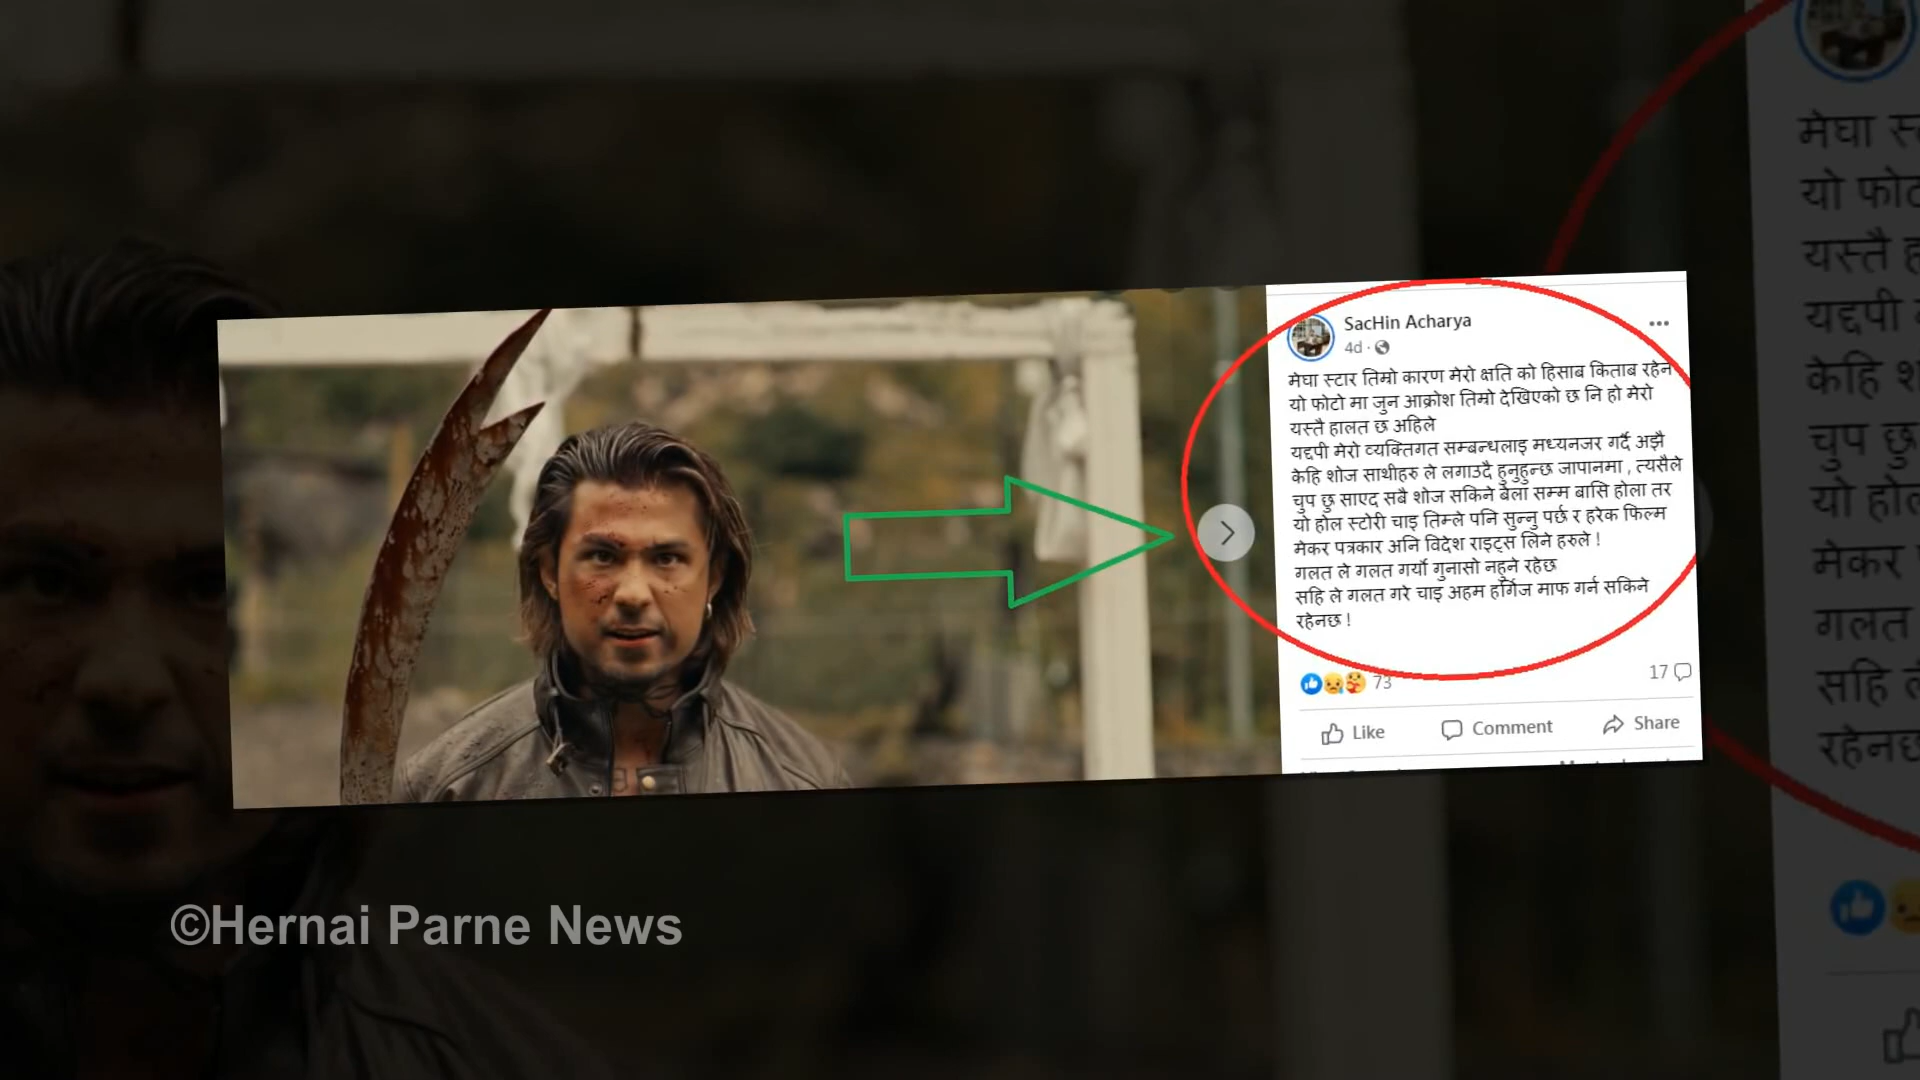 SacHin Acharya
4d
मेघा स्टार तिम्रो कारण मेरो क्षति को हिसाब किताब रहेन
यो फोटो मा जुन आक्रोश तिम्रो देखिएको छ नि हो मेरो
यस्तै हालत छ अहिले
यद्दपी मेरो व्यक्तिगत सम्बन्धलाइ मध्यनजर गर्दै अझै
केहि शोज साथीहरु ले लगाउदै हुनुहुन्छ जापानमा , त्यसैले
चुप छु साएद सबै शोज सकिने बेला सम्म बासि होला तर
यो होल स्टोरी चाइ तिम्ले पनि सुन्नु पर्छ र हरेक फिल्म
मेकर पत्रकार अनि विदेश राइट्स लिने हरुले !
गलत ले गलत गर्यो गुनासो नहुने रहेछ
सहि ले गलत गरे चाइ अहम हर्गिज माफ गर्न सकिने
रहेनछ !
73
17
Like Comment Share
मेघा
यो
यस्तै
यद्दपी
केहि
चुप छु
यो
मेकर
गलत
सहि
©Hernai Parne News